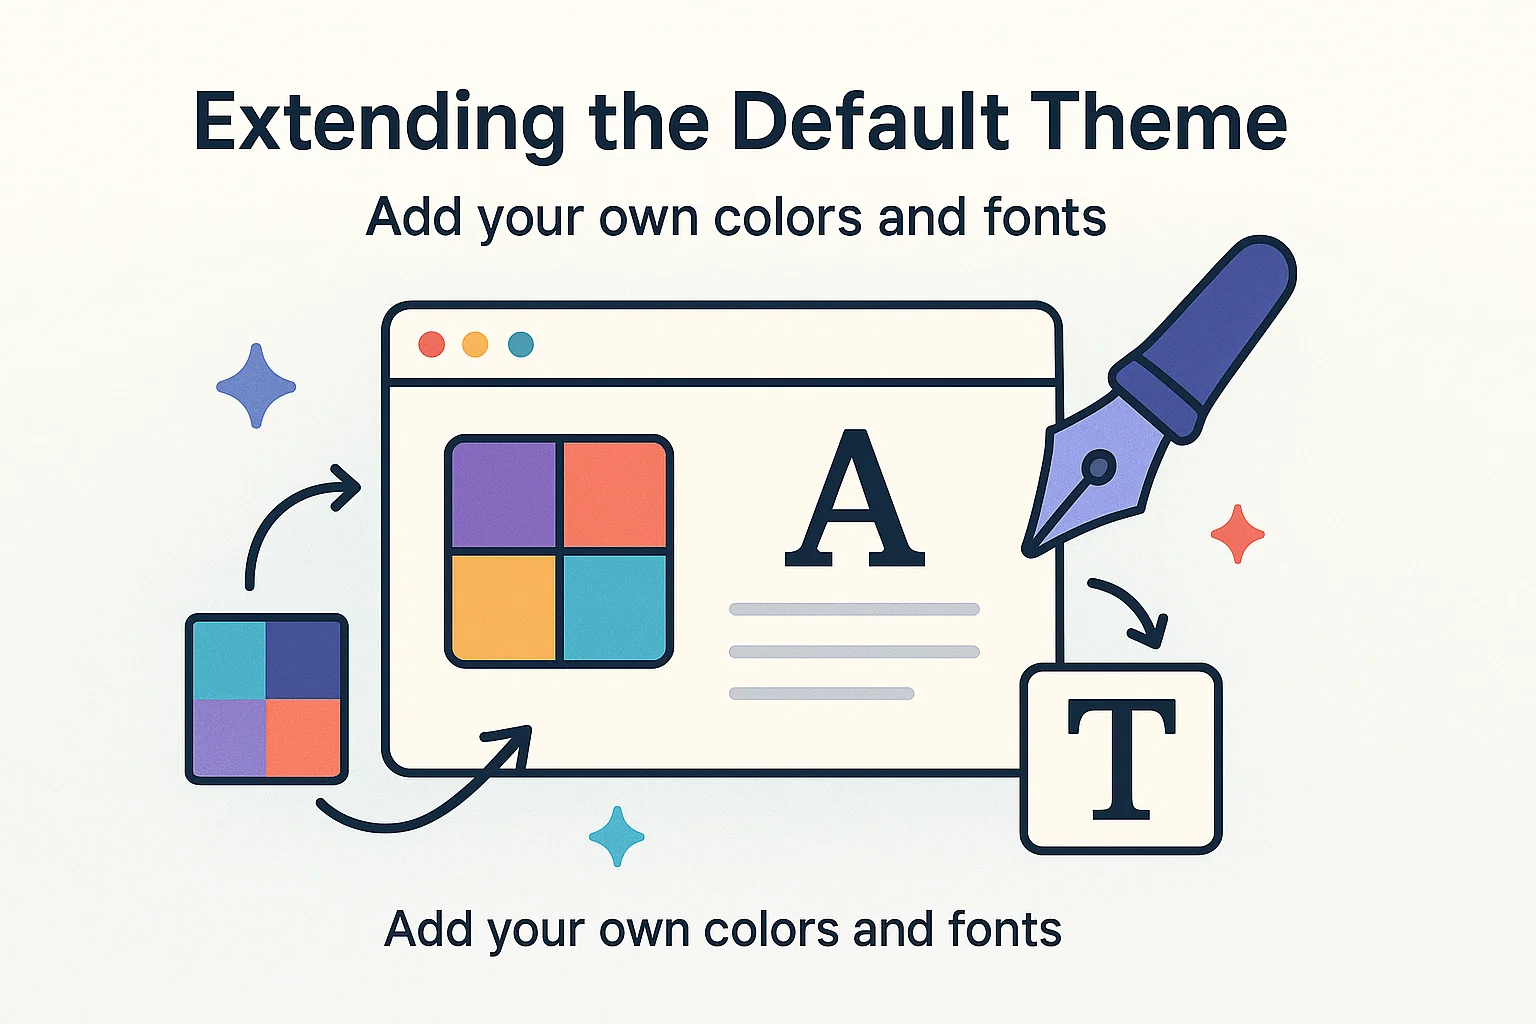 Extending the Default Theme
Add your own colors and fonts
A
T
Add your own colors and fonts